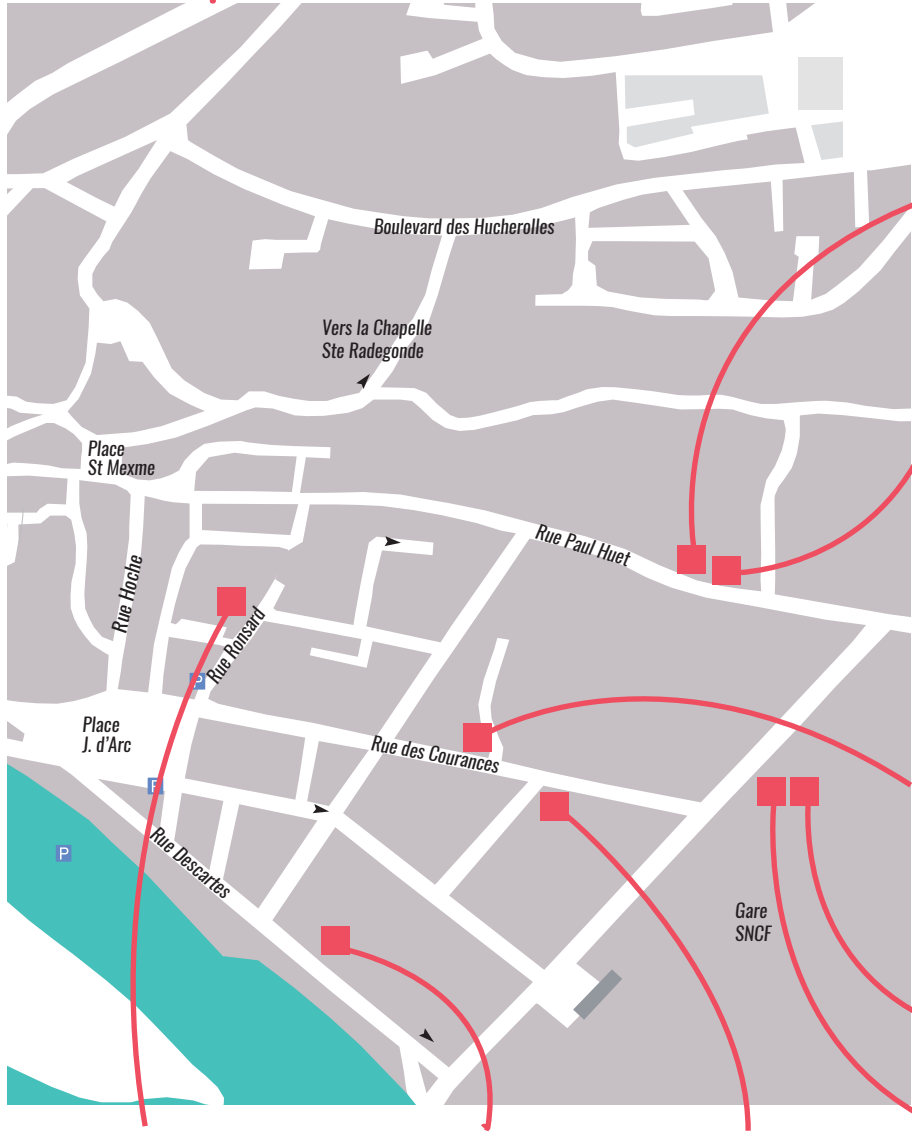 Boulevard des Hucherolles
Vers la Chapelle
Ste Radegonde
Place
St Mexme
Rue Paul Huet
Rue Hoche
Rue Ronsard
P
Place
J. d'Arc
Rue des Courances
P
Rue Descartes
P
Gare
SNCF